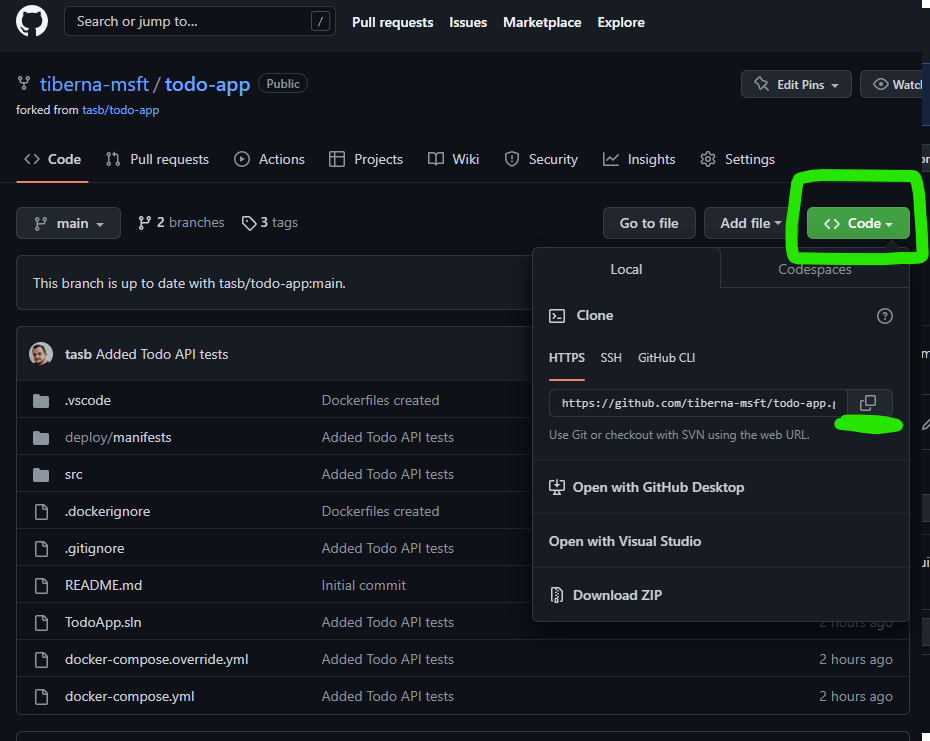 Search or jump to... /
Pull requests Issues Marketplace Explore
tiberna-msft / todo-app Public
Edit Pins Watch
forked from tasb/todo-app
<> Code Pull requests Actions Projects Wiki Security Insights Settings
main 2 branches 3 tags Go to file Add file <> Code
Local Codespaces
This branch is up to date with tasb/todo-app:main.
Clone
HTTPS SSH GitHub CLI
https://github.com/tiberna-msft/todo-app.g
Use Git or checkout with SVN using the web URL.
Open with GitHub Desktop
Open with Visual Studio
Download ZIP
tasb Added Todo API tests
.vscode Dockerfiles created
deploy/manifests Added Todo API tests
src Added Todo API tests
.dockerignore Dockerfiles created
.gitignore Added Todo API tests
README.md Initial commit
TodoApp.sln Added Todo API tests 2 hours ago
docker-compose.override.yml Added Todo API tests 2 hours ago
docker-compose.yml Added Todo API tests 2 hours ago